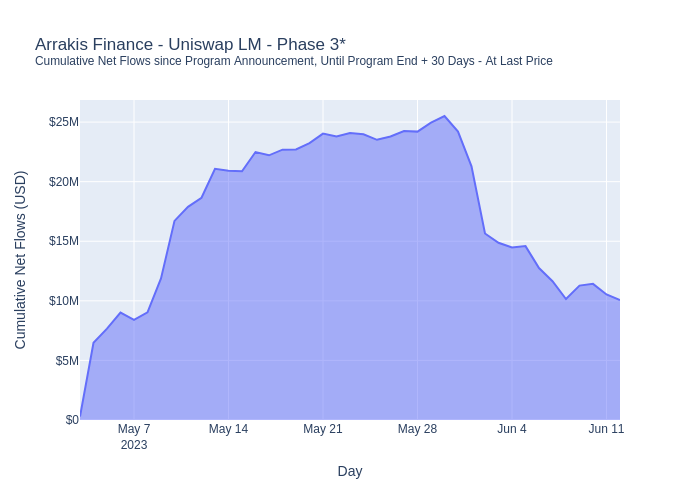 Arrakis Finance - Uniswap LM - Phase 3*
Cumulative Net Flows since Program Announcement, Until Program End + 30 Days - At Last Price
Cumulative Net Flows (USD)
$25M
$20M
$15M
$10M
$5M
$0
May 7 May 14 May 21 May 28 Jun 4 Jun 11
2023
Day